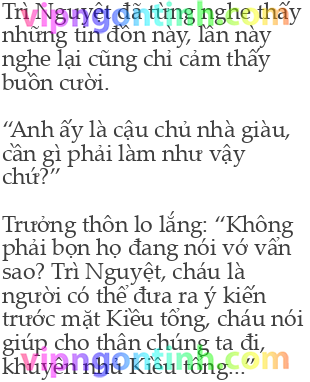 Trì Nguyệt đã từng nghe thấy
những tin đồn này, lần này
nghe lại cũng chỉ cảm thấy
buồn cười.
“Anh ấy là cậu chủ nhà giàu,
cần gì phải làm như vậy
chứ?”
Trưởng thôn lo lắng: “Không
phải bọn họ đang nói vớ vẩn
sao? Trì Nguyệt, cháu là
người có thể đưa ra ý kiến
trước mặt Kiều tổng, cháu nói
giúp cho thân chúng ta đi,
khuyên nhủ Kiều tổng...”
vipngontinh.com
vipngontinh.com